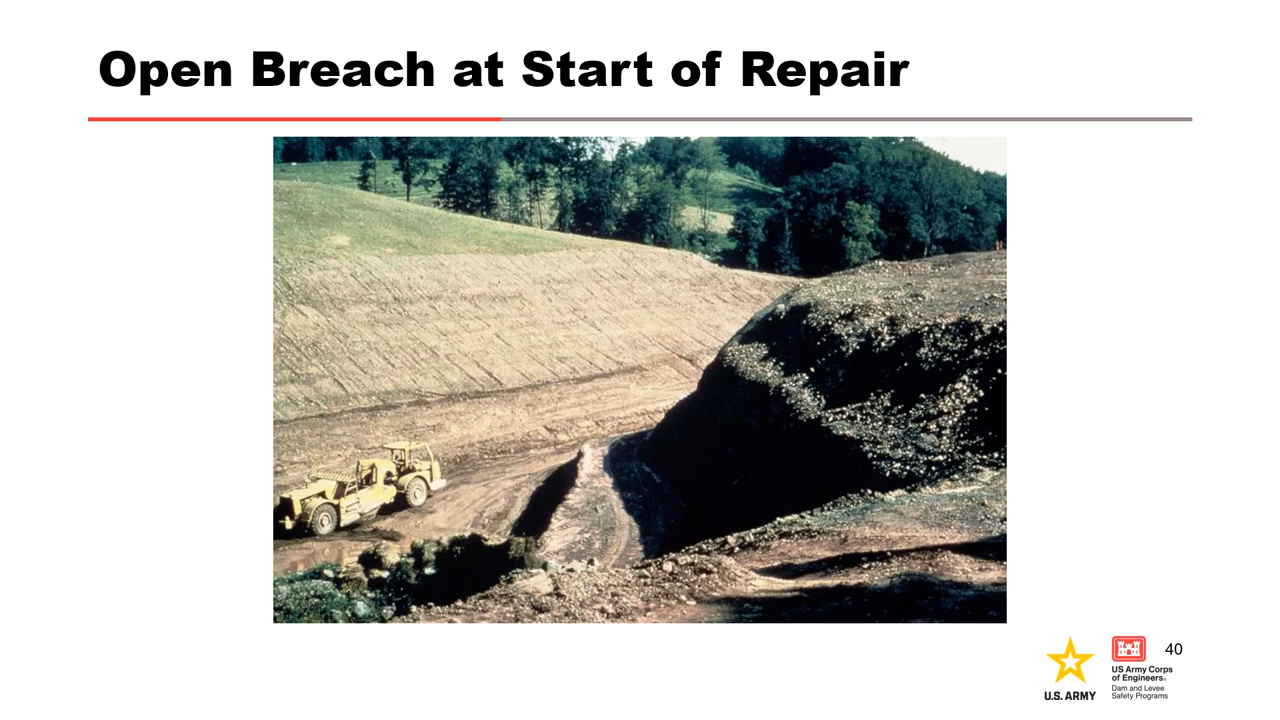 Open Breach at Start of Repair
40
U.S. ARMY
US Army Corps
of Engineers®
Dam and Levee
Safety Programs